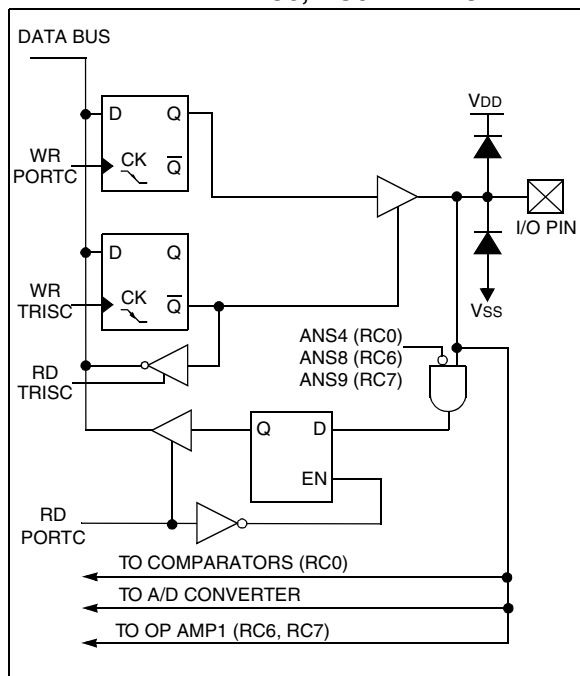 DATA BUS
D Q
VDD
WR
PORTC
CK
Q
I/O PIN
D Q
WR
TRISC
CK
Q
VSS
ANS4 (RC0)
ANS8 (RC6)
ANS9 (RC7)
RD
TRISC
Q D
EN
RD
PORTC
TO COMPARATORS (RC0)
TO A/D CONVERTER
TO OP AMP1 (RC6, RC7)